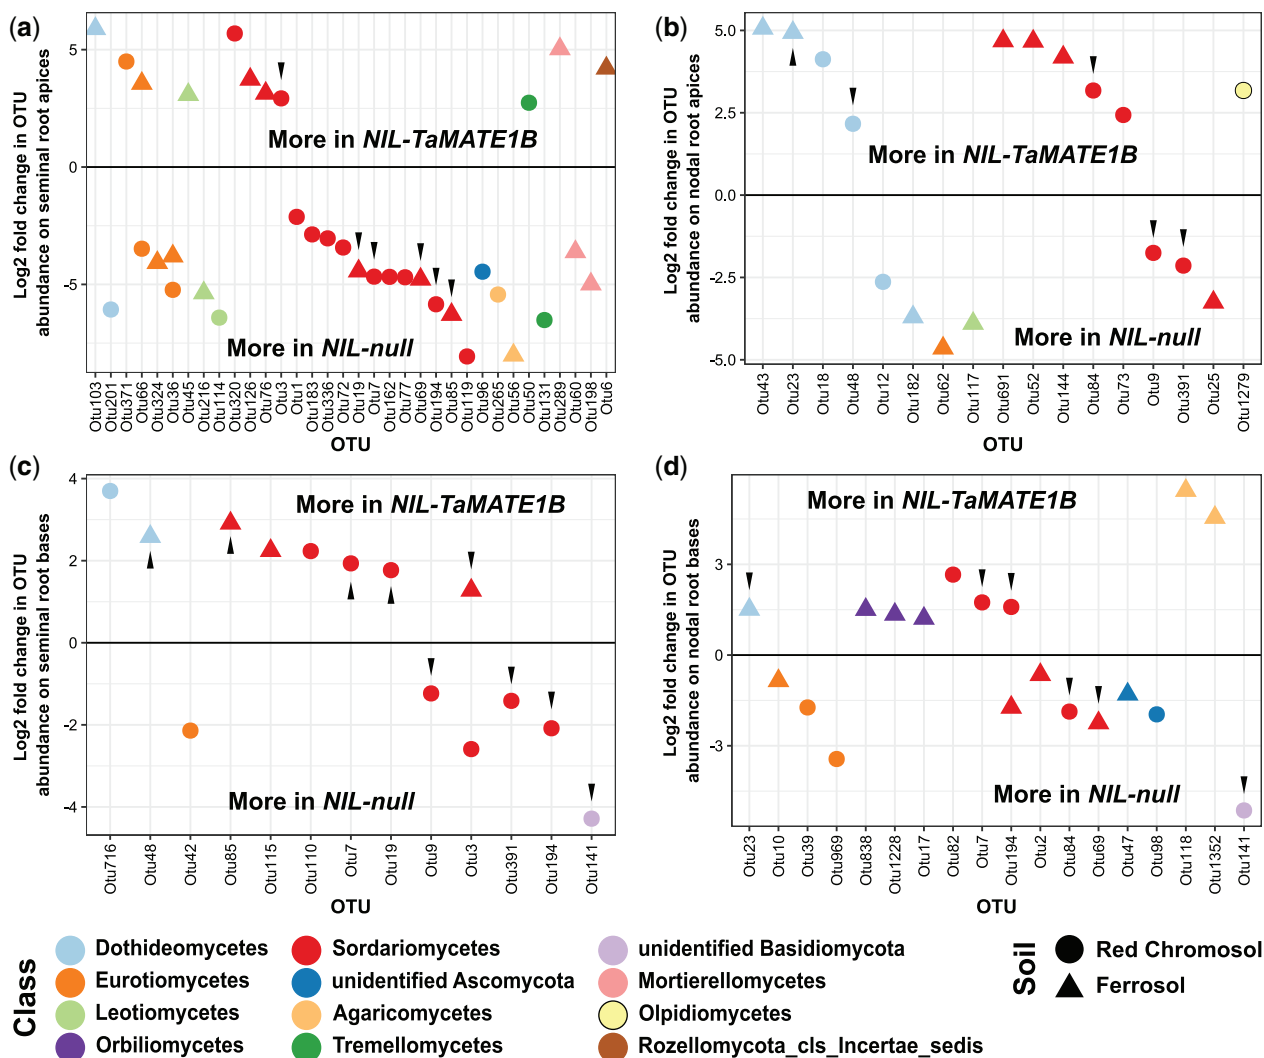 (a)
Log2 fold change in OTU
abundance on seminal root apices
5
0
-5
More in NIL-TaMATE1B
More in NIL-null
Otu103
Otu201
Otu371
Otu66
Otu324
Otu36
Otu45
Otu216
Otu114
Otu320
Otu126
Otu76
Otu3
Otu1
Otu183
Otu336
Otu72
Otu19
Otu7
Otu162
Otu77
Otu69
Otu194
Otu85
Otu119
Otu96
Otu265
Otu56
Otu50
Otu131
Otu289
Otu60
Otu198
Otu6
OTU
(b)
Log2 fold change in OTU
abundance on nodal root apices
5.0
2.5
0.0
-2.5
-5.0
More in NIL-TaMATE1B
More in NIL-null
Otu43
Otu23
Otu18
Otu48
Otu12
Otu182
Otu62
Otu117
Otu691
Otu52
Otu144
Otu84
Otu73
Otu9
Otu391
Otu25
Otu1279
OTU
(c)
Log2 fold change in OTU
abundance on seminal root bases
4
2
0
-2
-4
More in NIL-TaMATE1B
More in NIL-null
Otu716
Otu48
Otu42
Otu85
Otu115
Otu110
Otu7
Otu19
Otu9
Otu3
Otu391
Otu194
Otu141
OTU
(d)
Log2 fold change in OTU
abundance on nodal root bases
3
0
-3
More in NIL-TaMATE1B
More in NIL-null
Otu23
Otu10
Otu39
Otu969
Otu838
Otu1228
Otu17
Otu82
Otu7
Otu194
Otu2
Otu84
Otu69
Otu47
Otu98
Otu118
Otu1352
Otu141
OTU
Class
Dothideomycetes
Eurotiomycetes
Leotiomycetes
Orbiliomycetes
Sordariomycetes
unidentified Ascomycota
Agaricomycetes
Tremellomycetes
unidentified Basidiomycota
Mortierellomycetes
Olpidiomycetes
Rozellomycota_cls_Incertae_sedis
Soil
Red Chromosol
Ferrosol